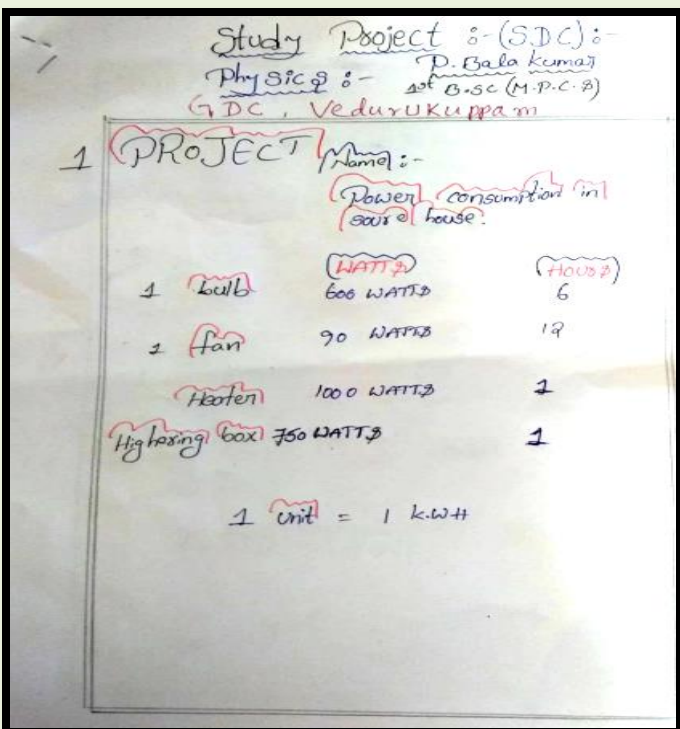 Study Project :- (S.D.C) :-
Physics :- P. Bala Kumar
1st B.SC (M.P.C.S)
GDC, Vedurukuppam
1 PROJECT Name :-
Power consumption in
house.
WATTS Hours
1 bulb 600 WATTS 6
1 fan 90 WATTS 12
Heater 1000 WATTS 1
box 750 WATTS 1
1 Unit = 1 K.WH